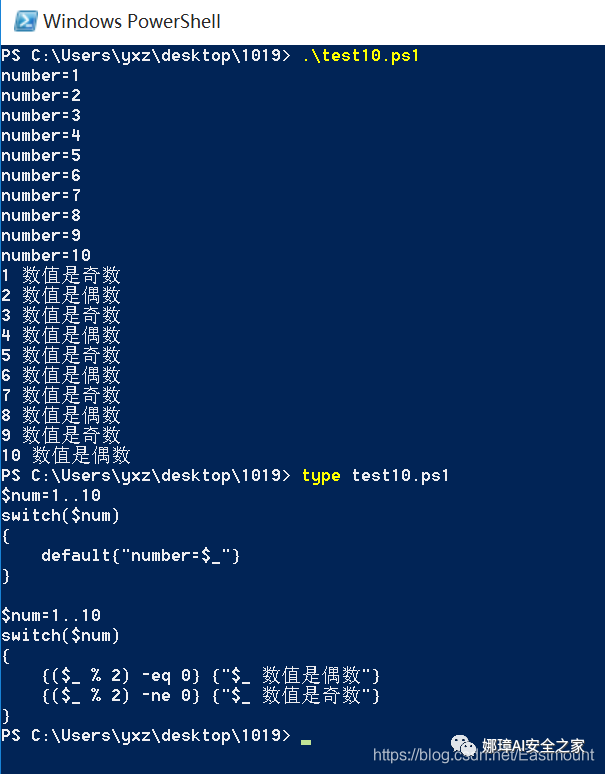 Windows PowerShell
PS C:\Users\yxz\desktop\1019> .\test10.ps1
number=1
number=2
number=3
number=4
number=5
number=6
number=7
number=8
number=9
number=10
1 数值是奇数
2 数值是偶数
3 数值是奇数
4 数值是偶数
5 数值是奇数
6 数值是偶数
7 数值是奇数
8 数值是偶数
9 数值是奇数
10 数值是偶数
PS C:\Users\yxz\desktop\1019> type test10.ps1
$num=1..10
switch($num)
{
    default{"number=$_"}
}

$num=1..10
switch($num)
{
    {($_ % 2) -eq 0} {"$_ 数值是偶数"}
    {($_ % 2) -ne 0} {"$_ 数值是奇数"}
}
PS C:\Users\yxz\desktop\1019>
娜璋AI安全之家
https://blog.csdn.net/Eastmount